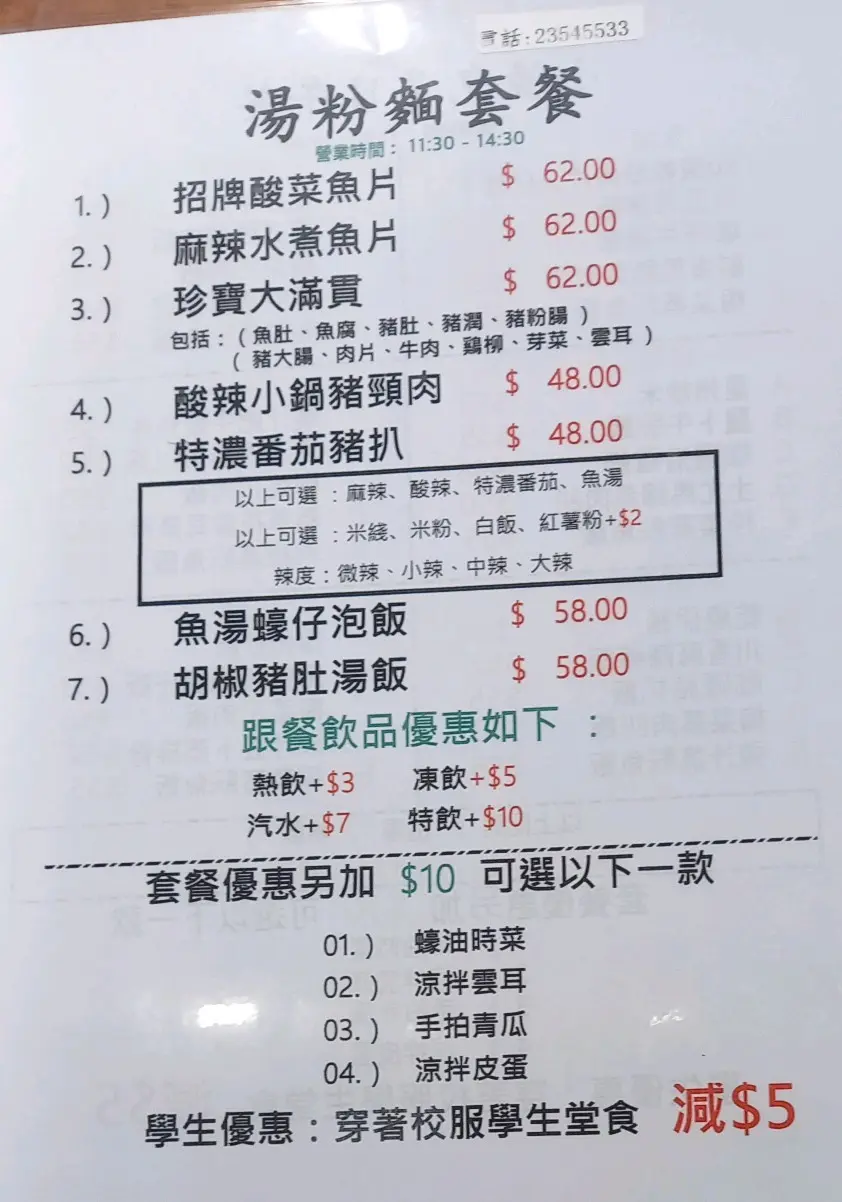 電話:23545533
湯粉麵套餐
營業時間：11:30 - 14:30
1.) 招牌酸菜魚片 $ 62.00
2.) 麻辣水煮魚片 $ 62.00
3.) 珍寶大滿貫 $ 62.00
包括：（魚肚、魚腐、豬肚、豬潤、豬粉腸）
（豬大腸、肉片、牛肉、鷄柳、芽菜、雲耳）
4.) 酸辣小鍋豬頸肉 $ 48.00
5.) 特濃番茄豬扒 $ 48.00
以上可選：麻辣、酸辣、特濃番茄、魚湯
以上可選：米綫、米粉、白飯、紅薯粉+$2
辣度：微辣、小辣、中辣、大辣
6.) 魚湯蠔仔泡飯 $ 58.00
7.) 胡椒豬肚湯飯 $ 58.00
跟餐飲品優惠如下：
熱飲+$3 凍飲+$5
汽水+$7 特飲+$10
套餐優惠另加 $10 可選以下一款
01.) 蠔油時菜
02.) 涼拌雲耳
03.) 手拍青瓜
04.) 涼拌皮蛋
學生優惠：穿著校服學生堂食 減$5